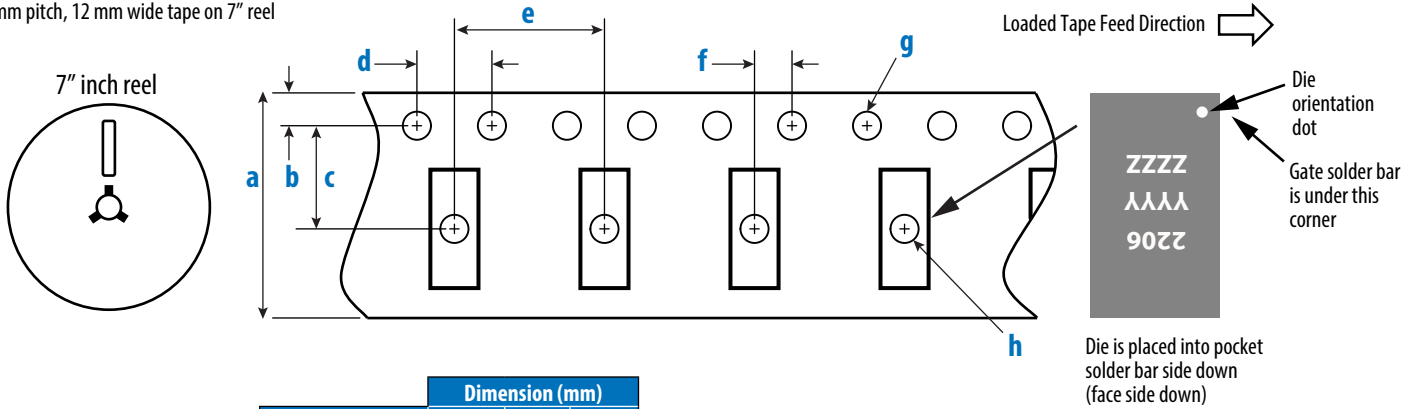 mm pitch, 12 mm wide tape on 7” reel
Loaded Tape Feed Direction
7” inch reel
a
b
c
d
e
f
g
h
Die
orientation
dot
Gate solder bar
is under this
corner
2206
YYYY
ZZZZ
Die is placed into pocket
solder bar side down
(face side down)
Dimension (mm)